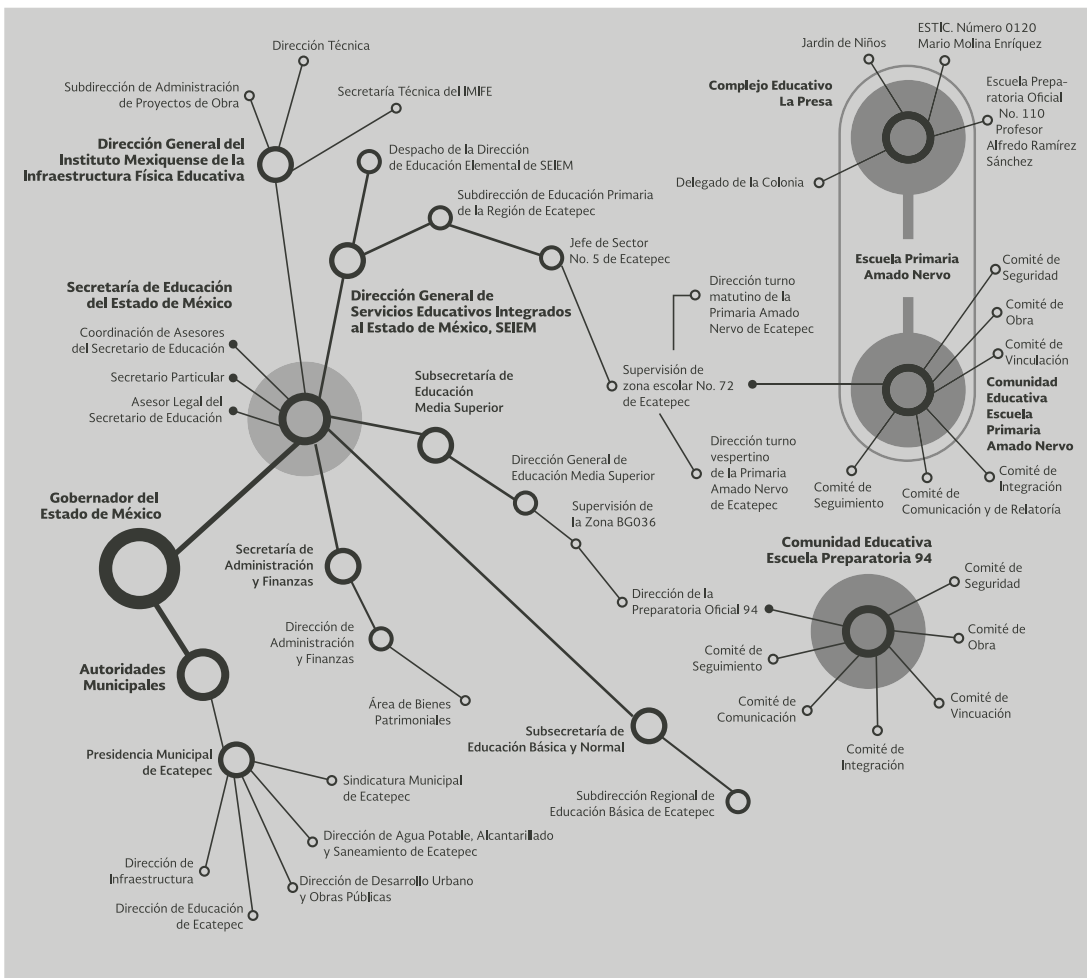 Dirección Técnica
Subdirección de Administración
de Proyectos de Obra
Secretaría Técnica del IMIFE
Dirección General del
Instituto Mexiquense de la
Infraestructura Física Educativa
Despacho de la Dirección
de Educación Elemental de SEIEM
Subdirección de Educación Primaria
de la Región de Ecatepec
Jefe de Sector
No. 5 de Ecatepec
Secretaría de Educación
del Estado de México
Dirección General de
Servicios Educativos Integrados
al Estado de México, SEIEM
Coordinación de Asesores
del Secretario de Educación
Secretario Particular
Asesor Legal del
Secretario de Educación
Subsecretaría de
Educación
Media Superior
Dirección turno
matutino de la
Primaria Amado
Nervo de Ecatepec
Supervisión de
zona escolar No. 72
de Ecatepec
Dirección turno
vespertino
de la Primaria
Amado Nervo
de Ecatepec
Dirección General de
Educación Media Superior
Supervisión de
la Zona BG036
Dirección de la
Preparatoria Oficial 94
Gobernador del
Estado de México
Secretaría de
Administración
y Finanzas
Dirección de
Administración
y Finanzas
Área de Bienes
Patrimoniales
Autoridades
Municipales
Presidencia Municipal
de Ecatepec
Sindicatura Municipal
de Ecatepec
Dirección de Agua Potable, Alcantarillado
y Saneamiento de Ecatepec
Dirección de Desarrollo Urbano
y Obras Públicas
Dirección de
Infraestructura
Dirección de Educación
de Ecatepec
Subsecretaría de
Educación Básica y Normal
Subdirección Regional de
Educación Básica de Ecatepec
Jardin de Niños
ESTIC. Número 0120
Mario Molina Enríquez
Complejo Educativo
La Presa
Escuela Prepa-
ratoria Oficial
No. 110
Profesor
Alfredo Ramírez
Sánchez
Delegado de la Colonia
Escuela Primaria
Amado Nervo
Comité de
Seguridad
Comité de
Obra
Comité de
Vinculación
Comunidad
Educativa
Escuela
Primaria
Amado Nervo
Comité de
Integración
Comité de
Seguimiento
Comité de
Comunicación y de Relatoría
Comunidad Educativa
Escuela Preparatoria 94
Comité de
Seguridad
Comité de
Obra
Comité de
Seguimiento
Comité de
Comunicación
Comité de
Vincuación
Comité de
Integración